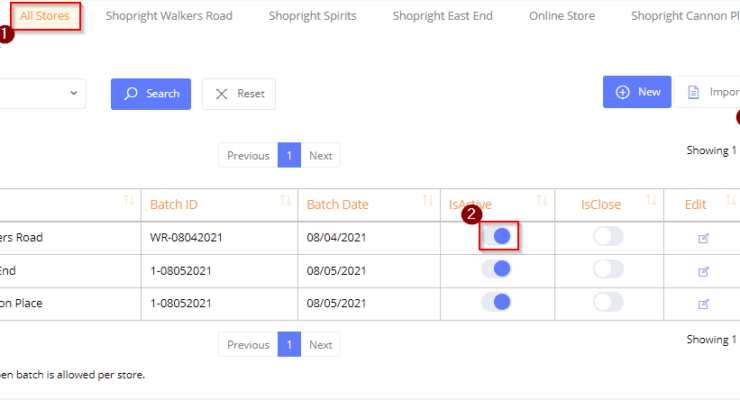 All Stores Shopright Walkers Road Shopright Spirits Shopright East End Online Store Shopright Cannon Pl
1
Search Reset New Impor
Previous 1 Next Showing 1
Batch ID Batch Date IsActive IsClose Edit
2
ers Road WR-08042021 08/04/2021
End 1-08052021 08/05/2021
on Place 1-08052021 08/05/2021
Previous 1 Next Showing 1
en batch is allowed per store.